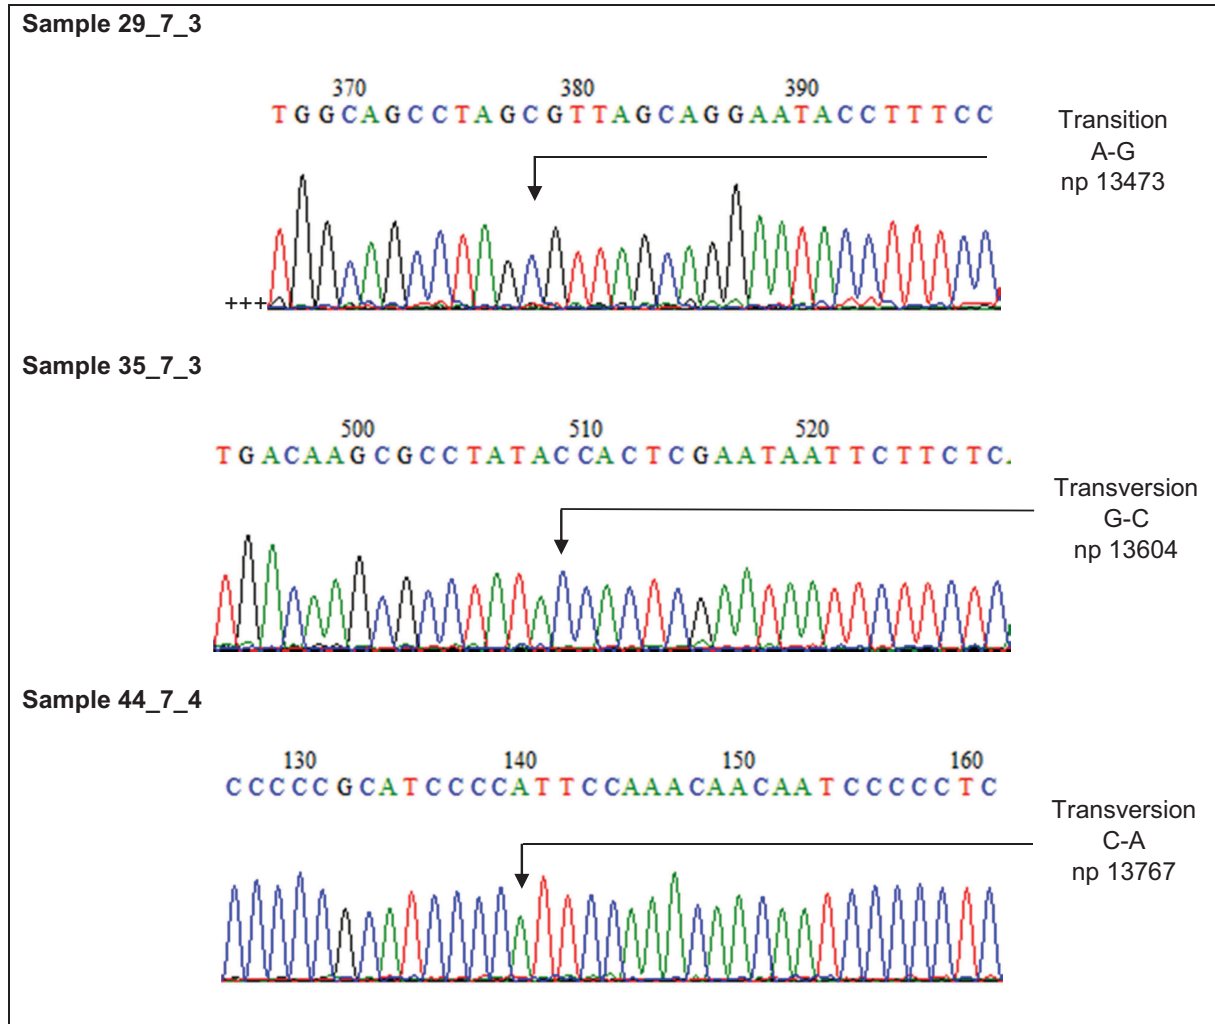 Sample 29_7_3
370 380 390
TGGCAGCCTAGCGTTAGCAGGAATACCTTTCC
Transition
A-G
np 13473
+++
Sample 35_7_3
500 510 520
TGACAAGCGCCTATACCACTCGAATAATTCTTCTC.
Transversion
G-C
np 13604
Sample 44_7_4
130 140 150 160
CCCCCGCATCCCCATTCCAAACAACAATCCCCCTC
Transversion
C-A
np 13767